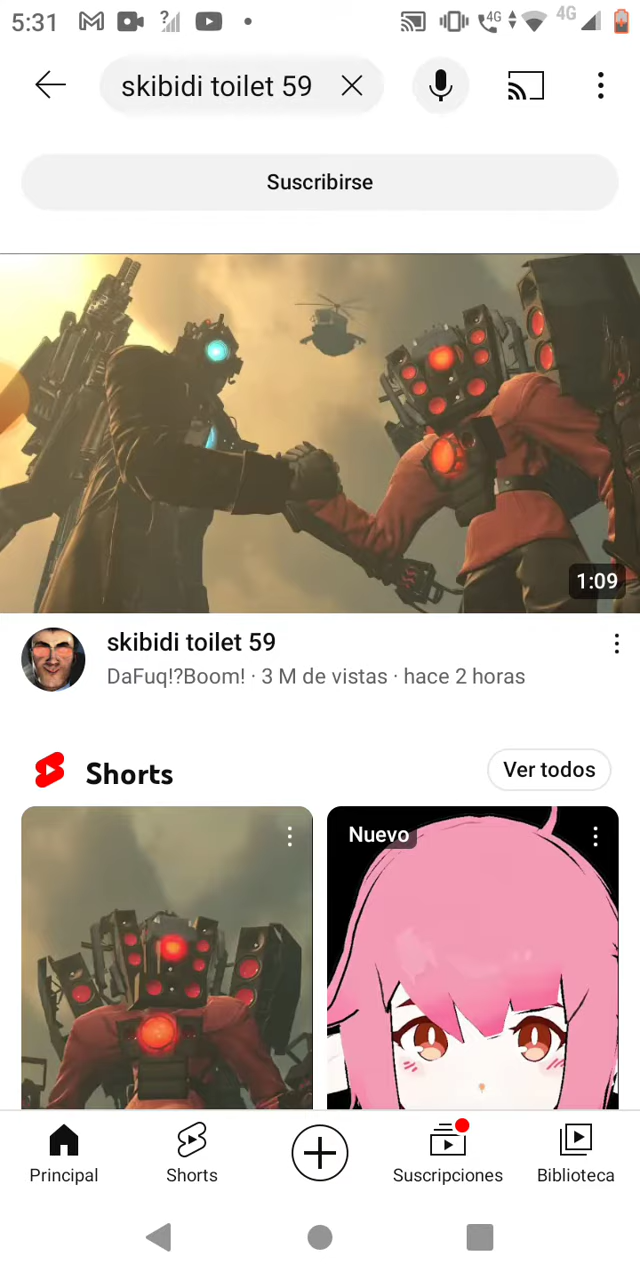 5:31
4G
4G
skibidi toilet 59
Suscribirse
1:09
skibidi toilet 59
DaFuq!?Boom! · 3 M de vistas · hace 2 horas
Shorts
Ver todos
Nuevo
Principal
Shorts
Suscripciones
Biblioteca